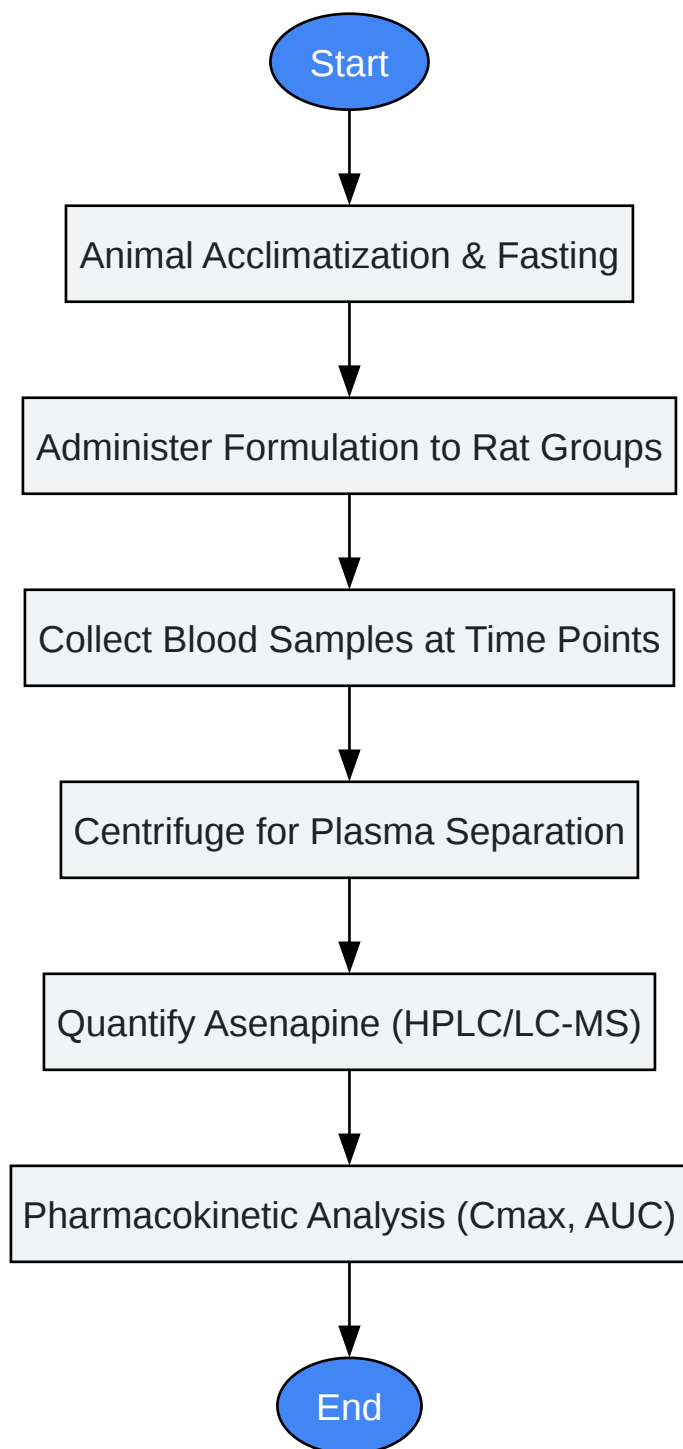 Start
Animal Acclimatization & Fasting
Administer Formulation to Rat Groups
Collect Blood Samples at Time Points
Centrifuge for Plasma Separation
Quantify Asenapine (HPLC/LC-MS)
Pharmacokinetic Analysis (Cmax, AUC)
End